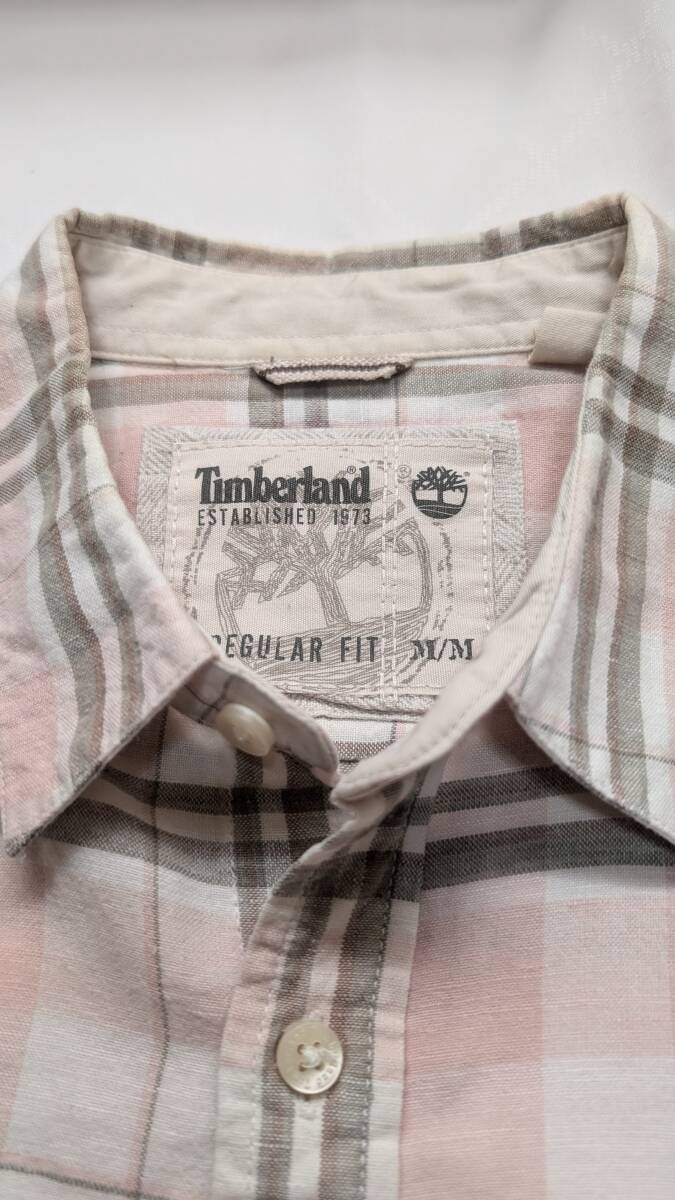 Timberland®
ESTABLISHED 1973
®
REGULAR FIT M/M